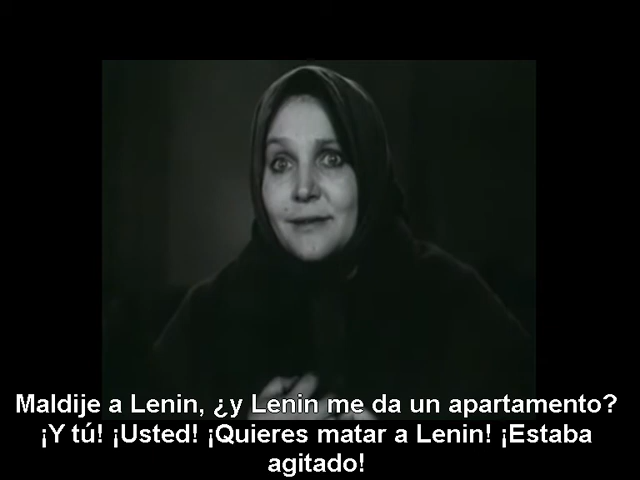 Maldije a Lenin, ¿y Lenin me da un apartamento?
¡Y tú! ¡Usted! ¡Quieres matar a Lenin! ¡Estaba
agitado!